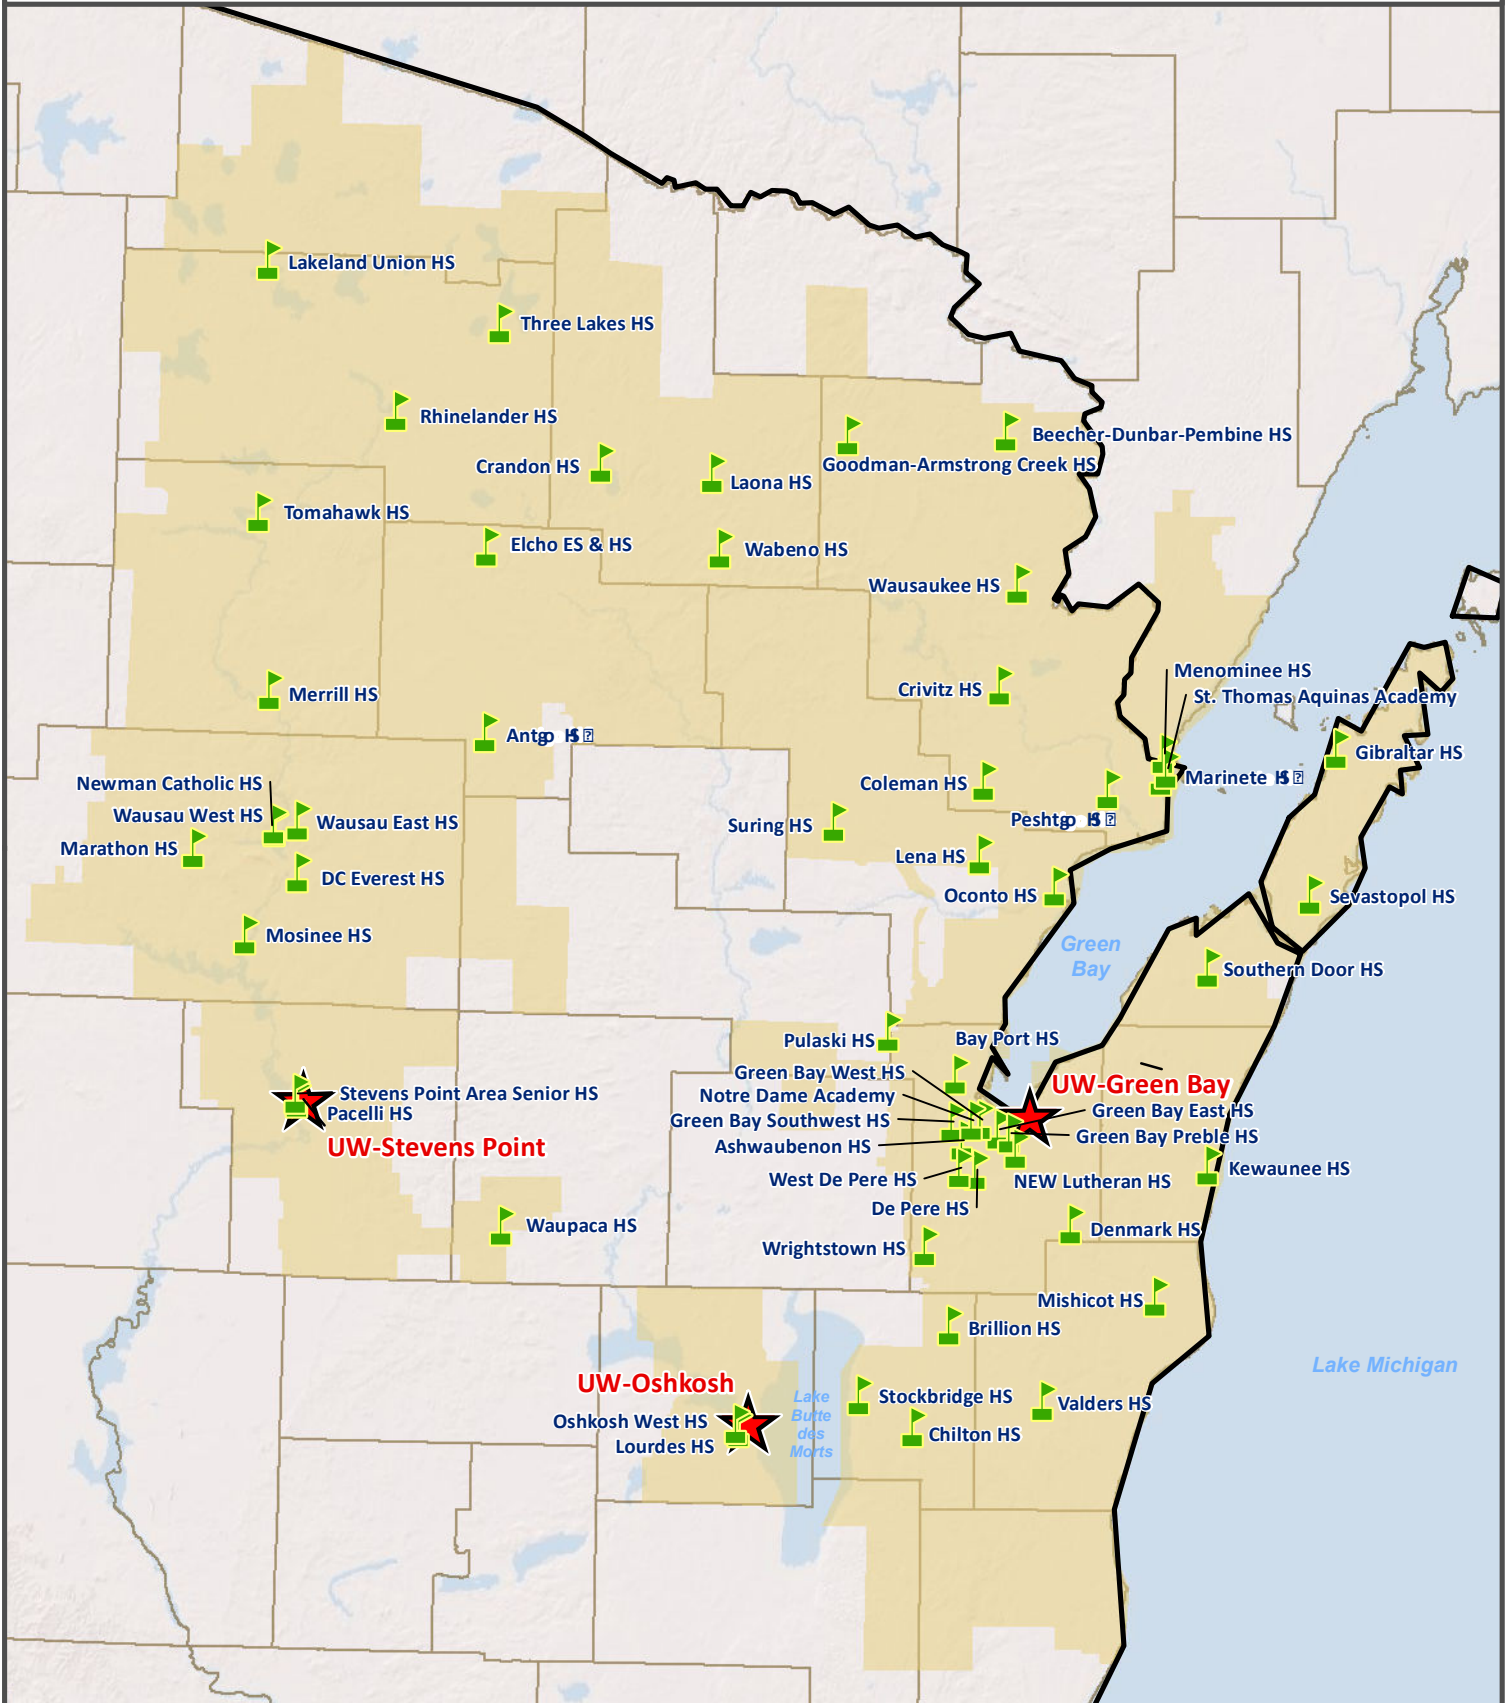 Lakeland Union HS
Three Lakes HS
Rhinelander HS
Beecher-Dunbar-Pembine HS
Crandon HS
Goodman-Armstrong Creek HS
Laona HS
Tomahawk HS
Elcho ES & HS
Wabeno HS
Wausaukee HS
Menominee HS
Crivitz HS
Merrill HS
St. Thomas Aquinas Academy
Gibraltar HS
Marinete HS
Newman Catholic HS
Coleman HS
Wausau West HS
Wausau East HS
Suring HS
Marathon HS
Lena HS
DC Everest HS
Oconto HS
Sevastopol HS
Mosinee HS
Green
Bay
Southern Door HS
Pulaski HS
Bay Port HS
Green Bay West HS
UW-Green Bay
Stevens Point Area Senior HS
Notre Dame Academy
Pacelli HS
Green Bay East HS
Green Bay Southwest HS
Green Bay Preble HS
UW-Stevens Point
Ashwaubenon HS
Kewaunee HS
West De Pere HS
NEW Lutheran HS
De Pere HS
Waupaca HS
Denmark HS
Wrightstown HS
Mishicot HS
Brillion HS
Lake Michigan
UW-Oshkosh
Lake
Butte
des
Morts
Stockbridge HS
Valders HS
Oshkosh West HS
Chilton HS
Lourdes HS